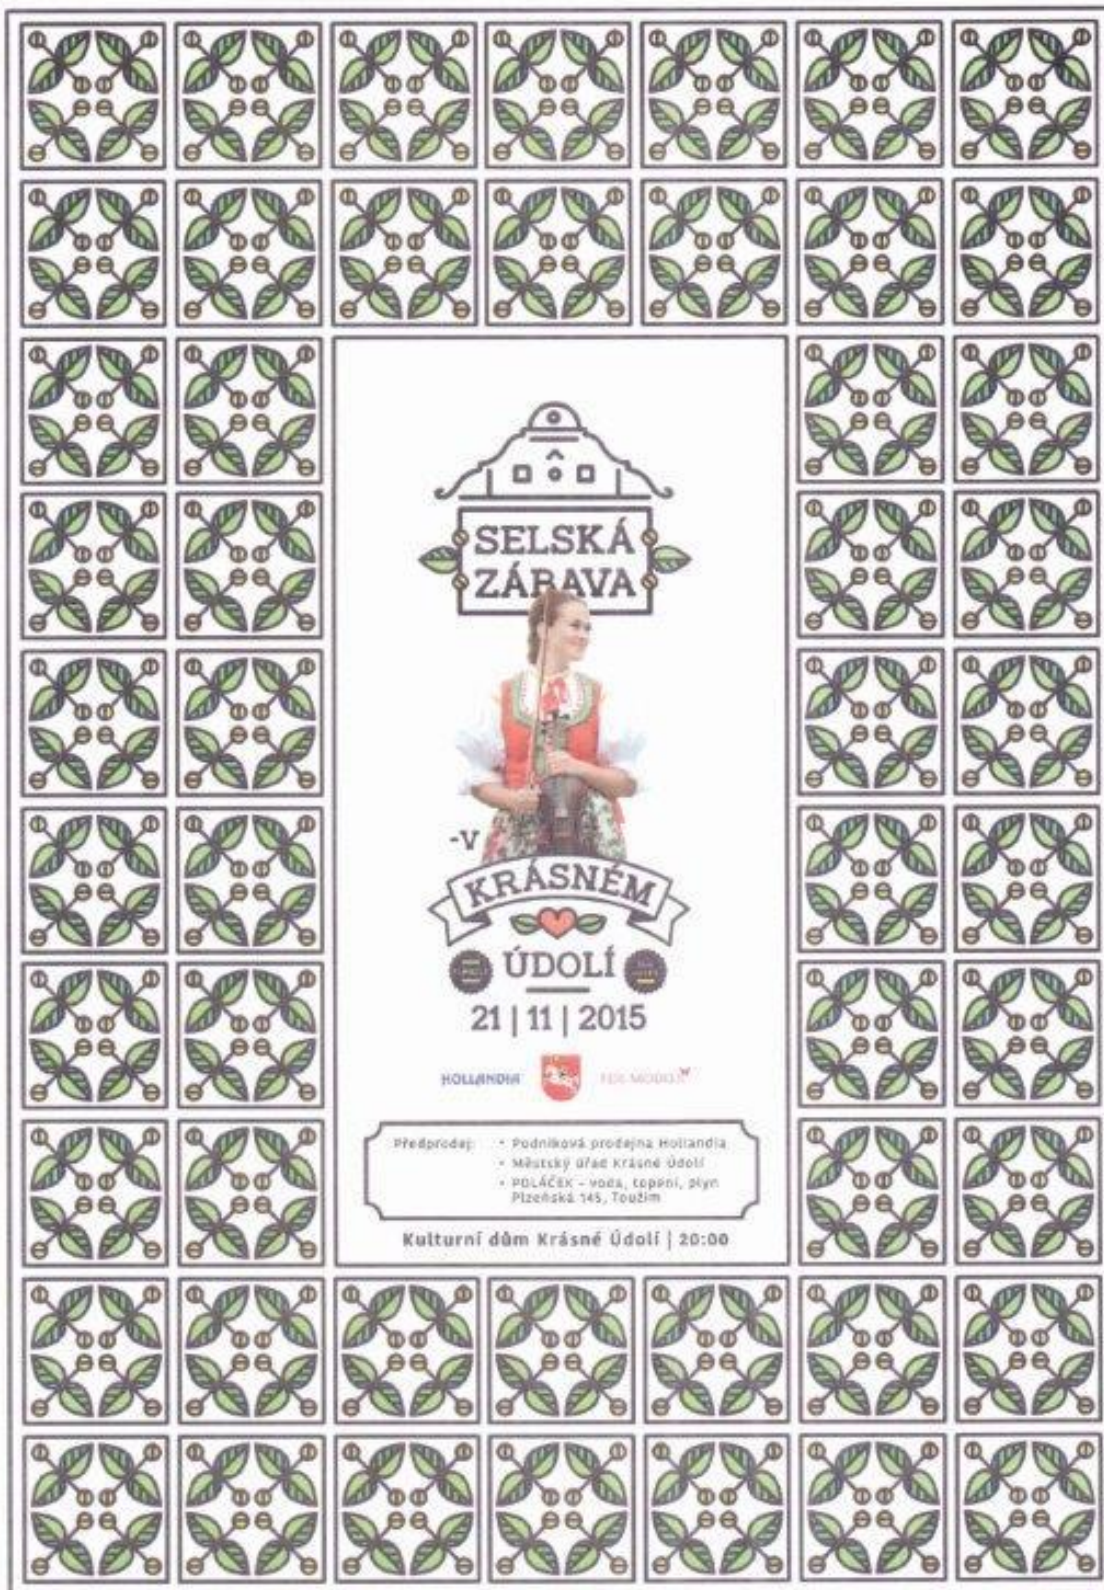 SELSKÁ
ZÁBAVA
-V
KRÁSNÉM
ÚDOLÍ
21 | 11 | 2015
HOLLANDIA
Předprodej: • Podniková prodejna Hollandia
• Městský úřad Krásné Údolí
• POLÁČEK - voda, topení, plyn
Plzeňská 145, Toužim
Kulturní dům Krásné Údolí | 20:00